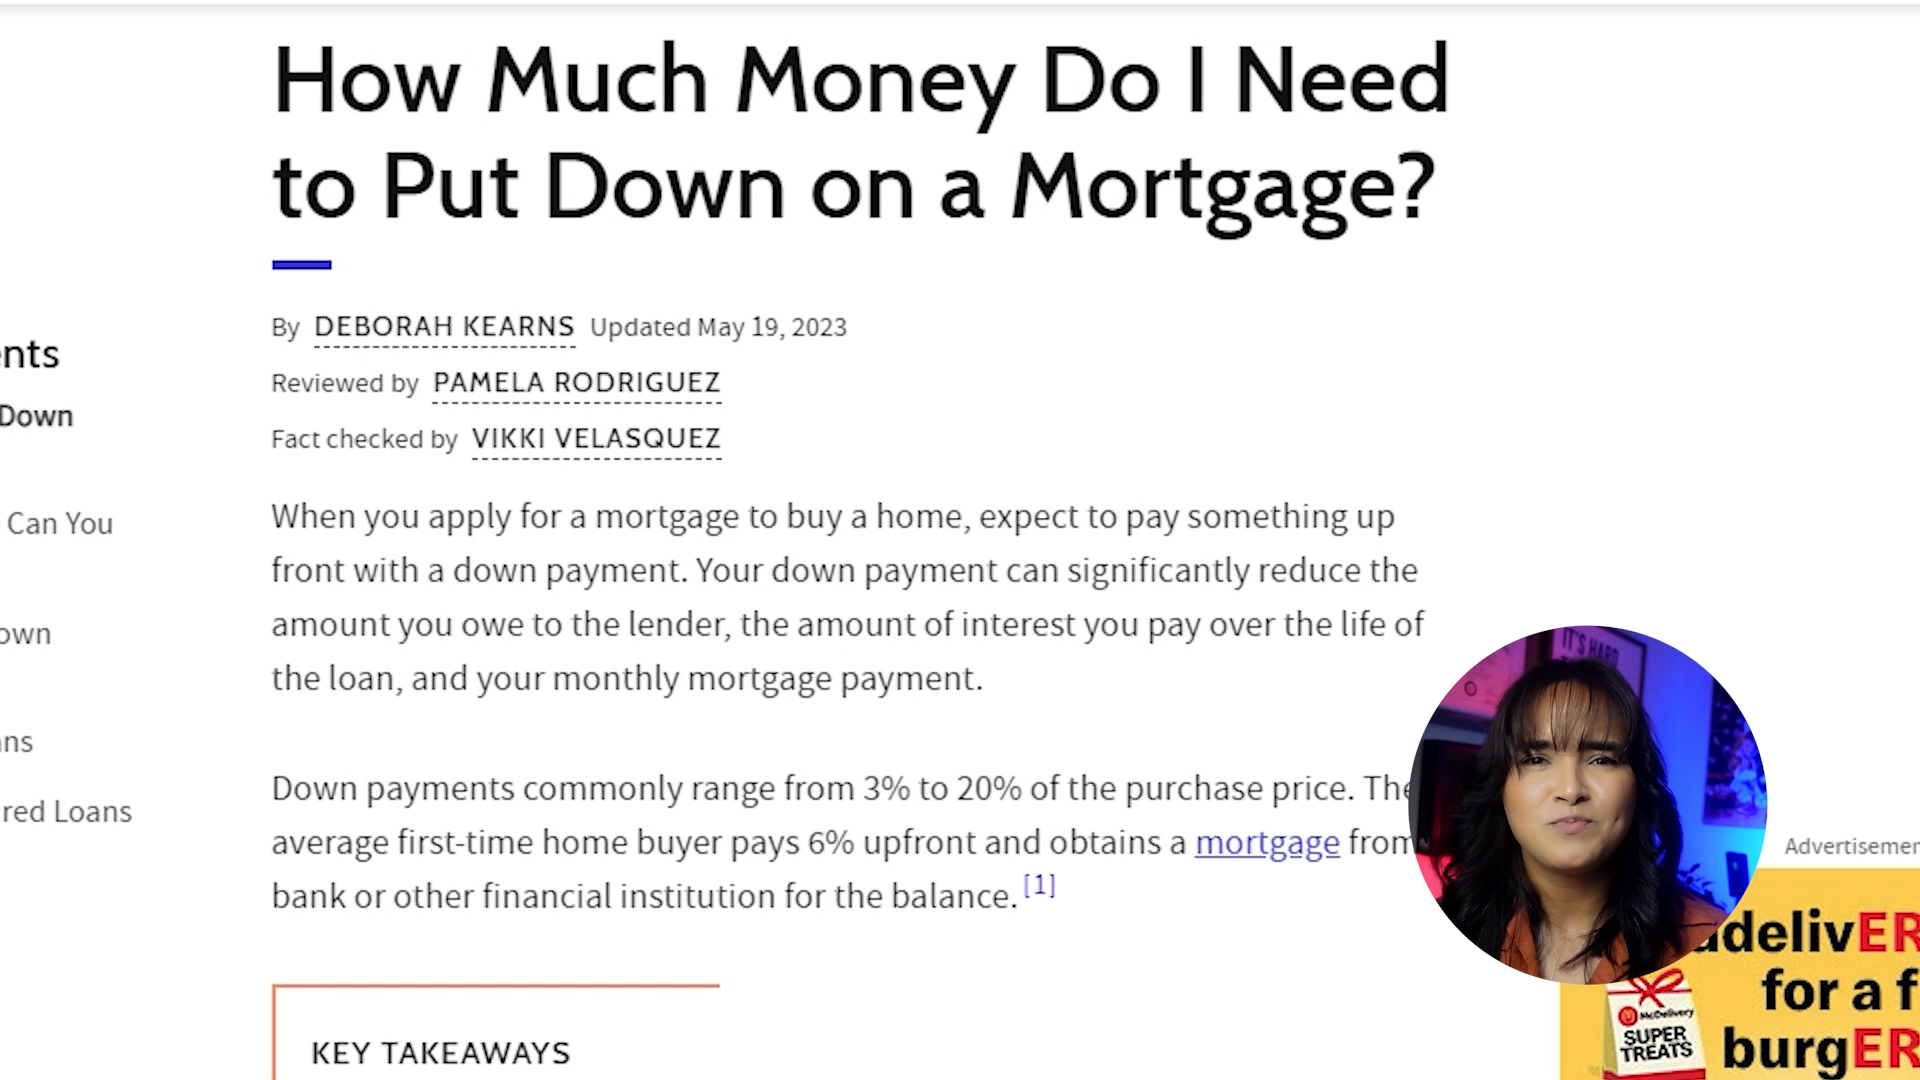 How Much Money Do I Need
to Put Down on a Mortgage?
By DEBORAH KEARNS Updated May 19, 2023
Reviewed by PAMELA RODRIGUEZ
Fact checked by VIKKI VELASQUEZ
When you apply for a mortgage to buy a home, expect to pay something up
front with a down payment. Your down payment can significantly reduce the
amount you owe to the lender, the amount of interest you pay over the life of
the loan, and your monthly mortgage payment.
Down payments commonly range from 3% to 20% of the purchase price. The
average first-time home buyer pays 6% upfront and obtains a mortgage from
bank or other financial institution for the balance. [1]
KEY TAKEAWAYS
ents
Down
Can You
own
ans
red Loans
IT'S HARD
Advertisemen
delivER
for a f
burgER
McDelivery
SUPER
TREATS